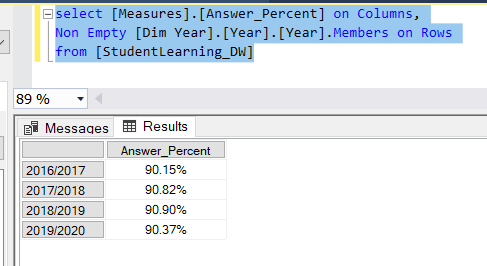 select [Measures].[Answer_Percent] on Columns,
Non Empty [Dim Year].[Year].[Year].Members on Rows
from [StudentLearning_DW]
89 %
Messages Results
Answer_Percent
2016/2017 90.15%
2017/2018 90.82%
2018/2019 90.90%
2019/2020 90.37%